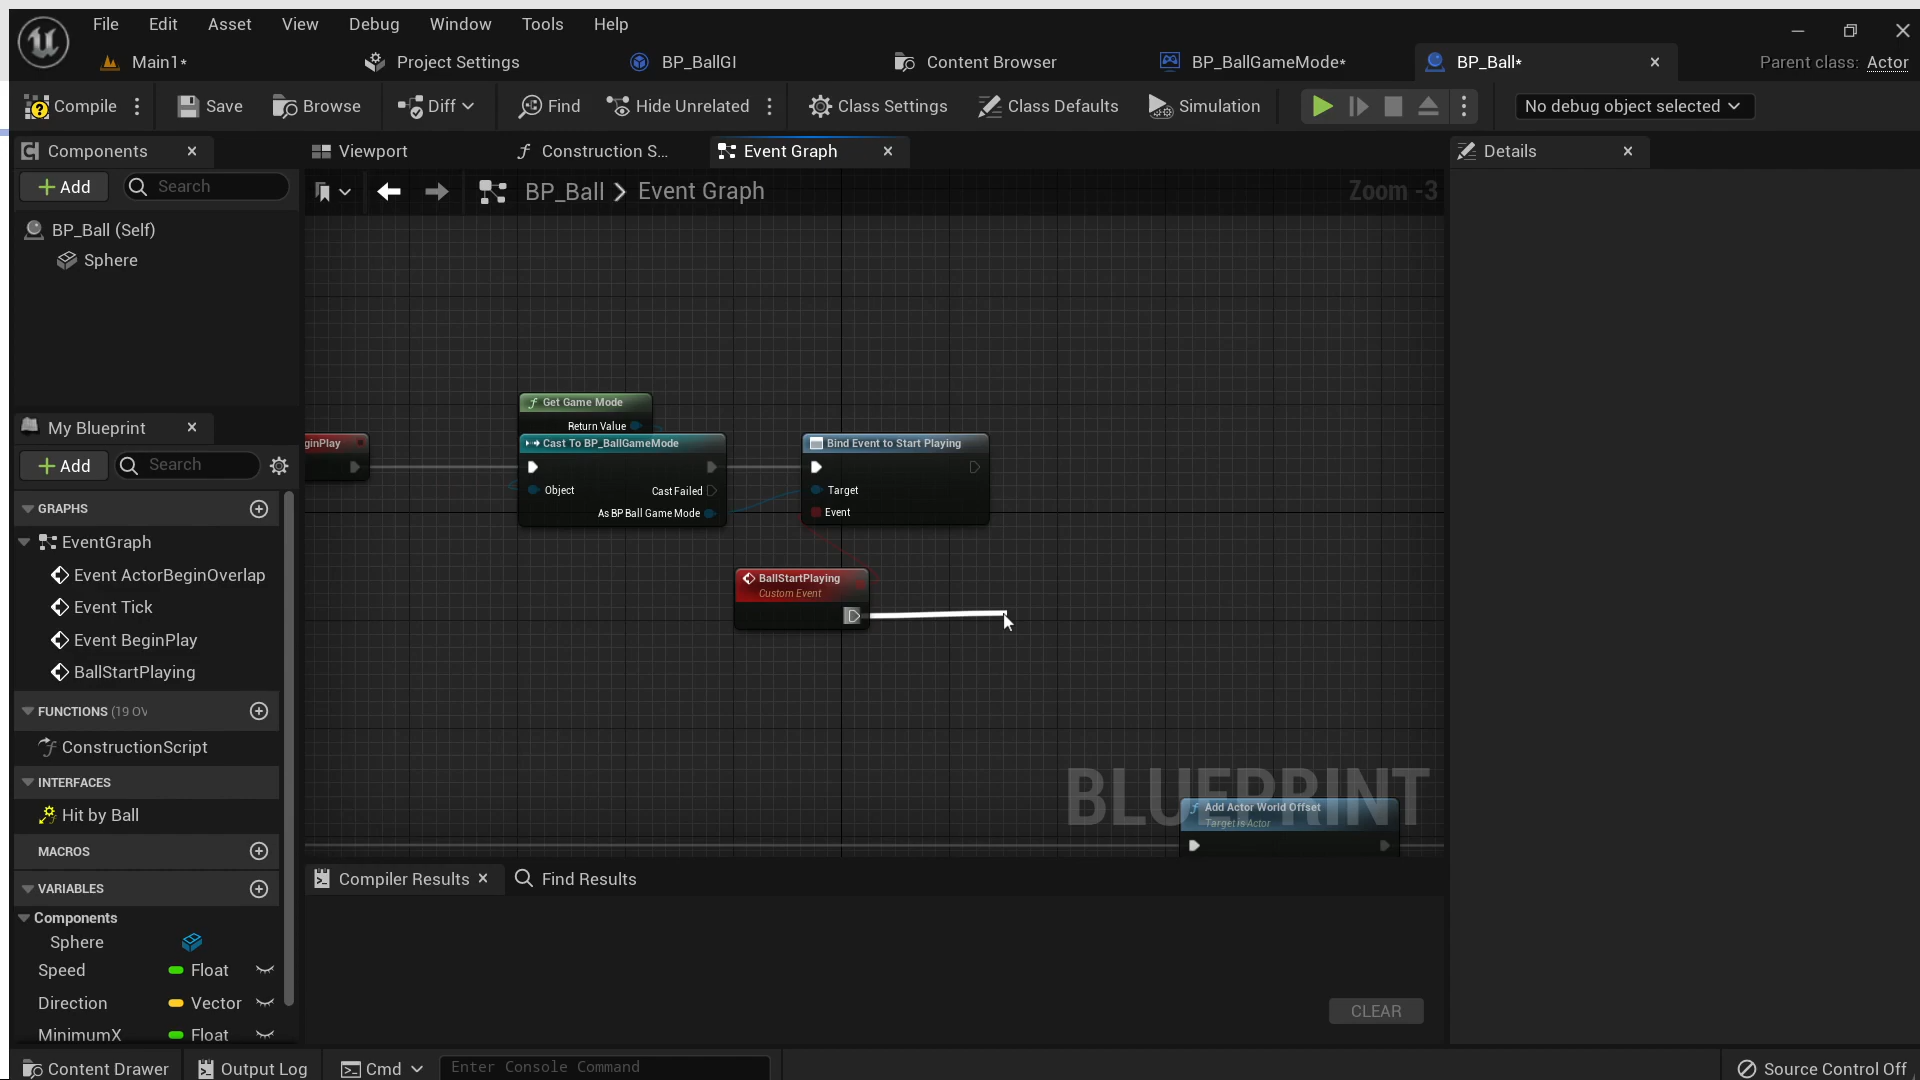 File Edit Asset View Debug Window Tools Help
Main1* Project Settings BP_BallGI Content Browser BP_BallGameMode* BP_Ball* Parent class: Actor
Compile Save Browse Diff Find Hide Unrelated Class Settings Class Defaults Simulation No debug object selected
Components Viewport Construction S... Event Graph Details
Add Search BP_Ball > Event Graph Zoom -3
BP_Ball (Self)
Sphere
Get Game Mode
Return Value
ginPlay
Cast To BP_BallGameMode
Object Cast Failed
As BP Ball Game Mode
Bind Event to Start Playing
Target
Event
BallStartPlaying
Custom Event
BLUEPRINT
Add Actor World Offset
Target is Actor
My Blueprint
Add Search
GRAPHS
EventGraph
Event ActorBeginOverlap
Event Tick
Event BeginPlay
BallStartPlaying
FUNCTIONS (19 OV
ConstructionScript
INTERFACES
Hit by Ball
MACROS
VARIABLES
Components
Sphere
Speed Float
Direction Vector
MinimumX Float
Compiler Results Find Results
CLEAR
Content Drawer Output Log Cmd Enter Console Command Source Control Off